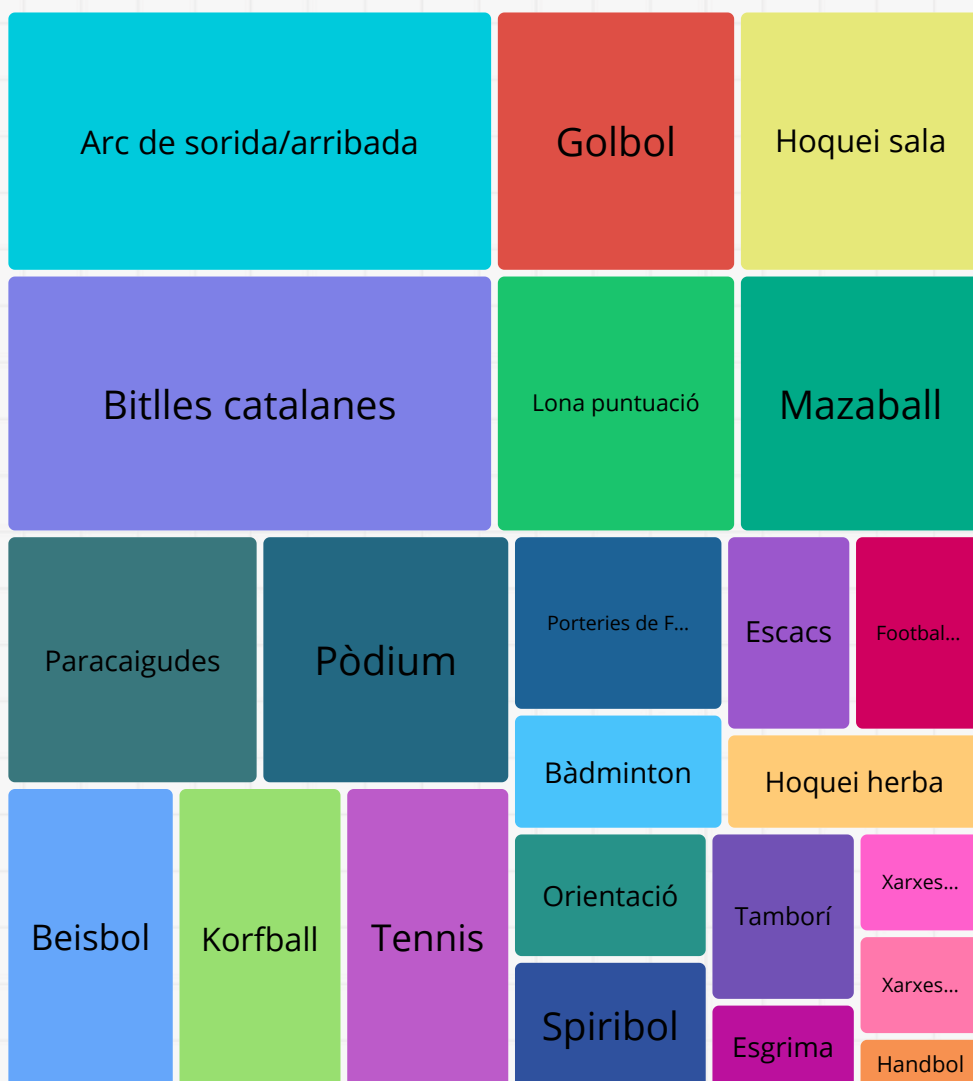 Arc de sorida/arribada
Golbol
Hoquei sala
Bitlles catalanes
Lona puntuació
Mazaball
Paracaigudes
Pòdium
Porteries de F...
Escacs
Footbal...
Bàdminton
Hoquei herba
Beisbol
Korfball
Tennis
Orientació
Tamborí
Xarxes...
Xarxes...
Spiribol
Esgrima
Handbol